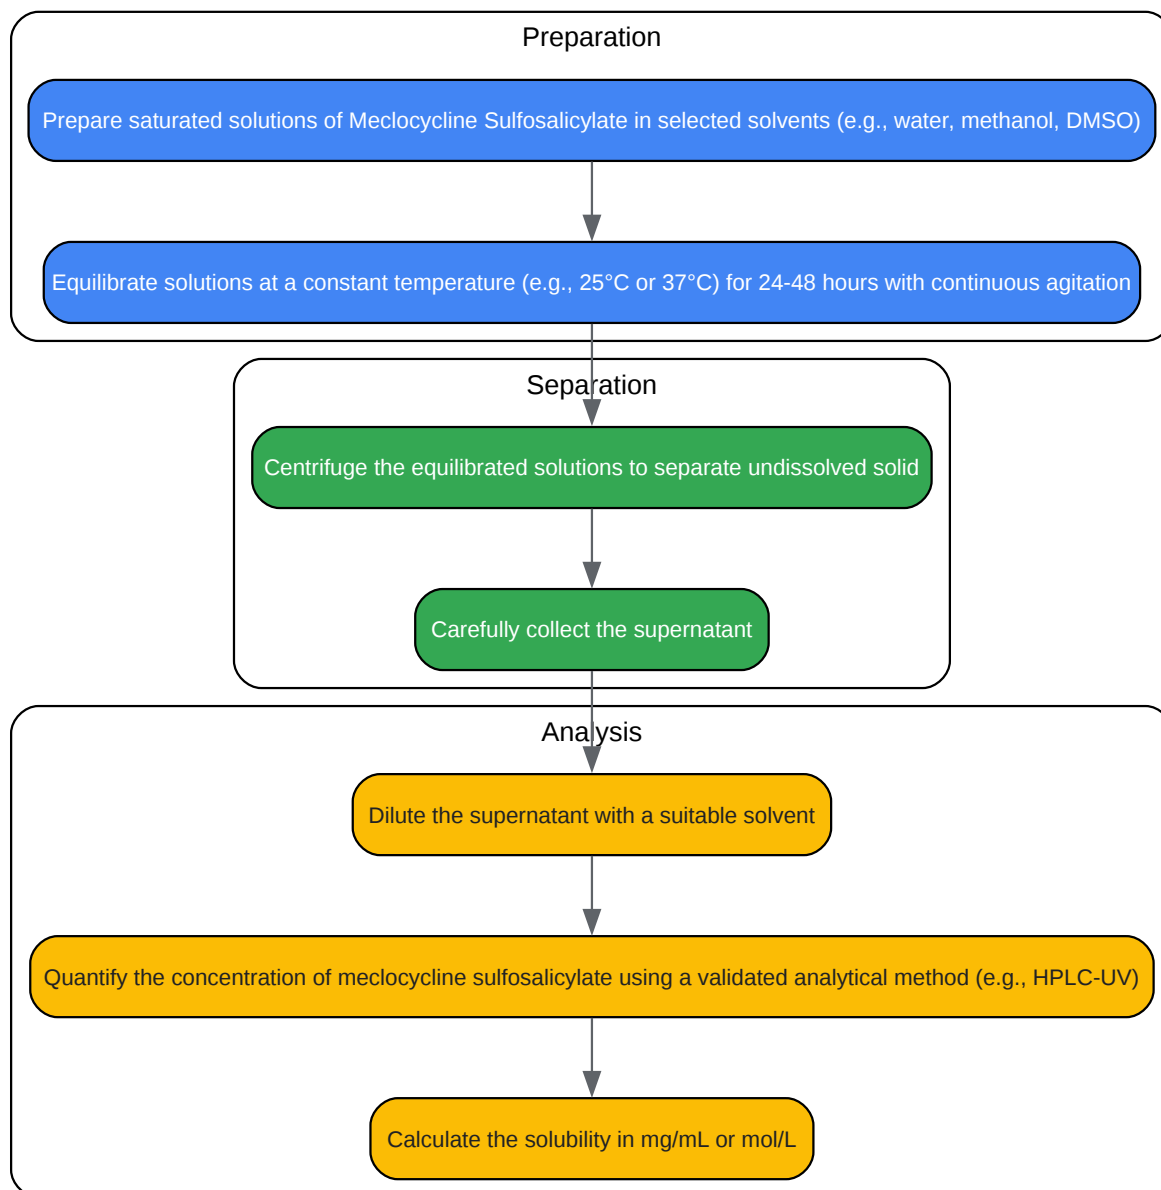 Preparation
Prepare saturated solutions of Meclocycline Sulfosalicylate in selected solvents (e.g., water, methanol, DMSO)
Equilibrate solutions at a constant temperature (e.g., 25°C or 37°C) for 24-48 hours with continuous agitation
Separation
Centrifuge the equilibrated solutions to separate undissolved solid
Carefully collect the supernatant
Analysis
Dilute the supernatant with a suitable solvent
Quantify the concentration of meclocycline sulfosalicylate using a validated analytical method (e.g., HPLC-UV)
Calculate the solubility in mg/mL or mol/L